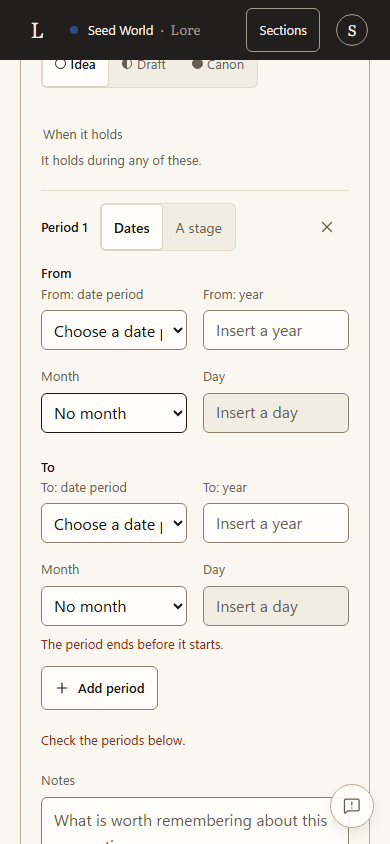 L Seed World · Lore Sections S
Idea Draft Canon
When it holds
It holds during any of these.
Period 1 Dates A stage
From
From: date period From: year
Choose a date Insert a year
Month Day
No month Insert a day
To
To: date period To: year
Choose a date Insert a year
Month Day
No month Insert a day
The period ends before it starts.
Add period
Check the periods below.
Notes
What is worth remembering about this